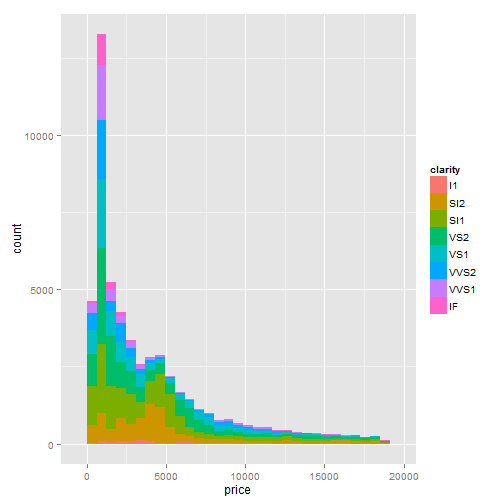 count
10000
5000
0
0
5000
10000
15000
20000
price
clarity
I1
SI2
SI1
VS2
VS1
VVS2
VVS1
IF